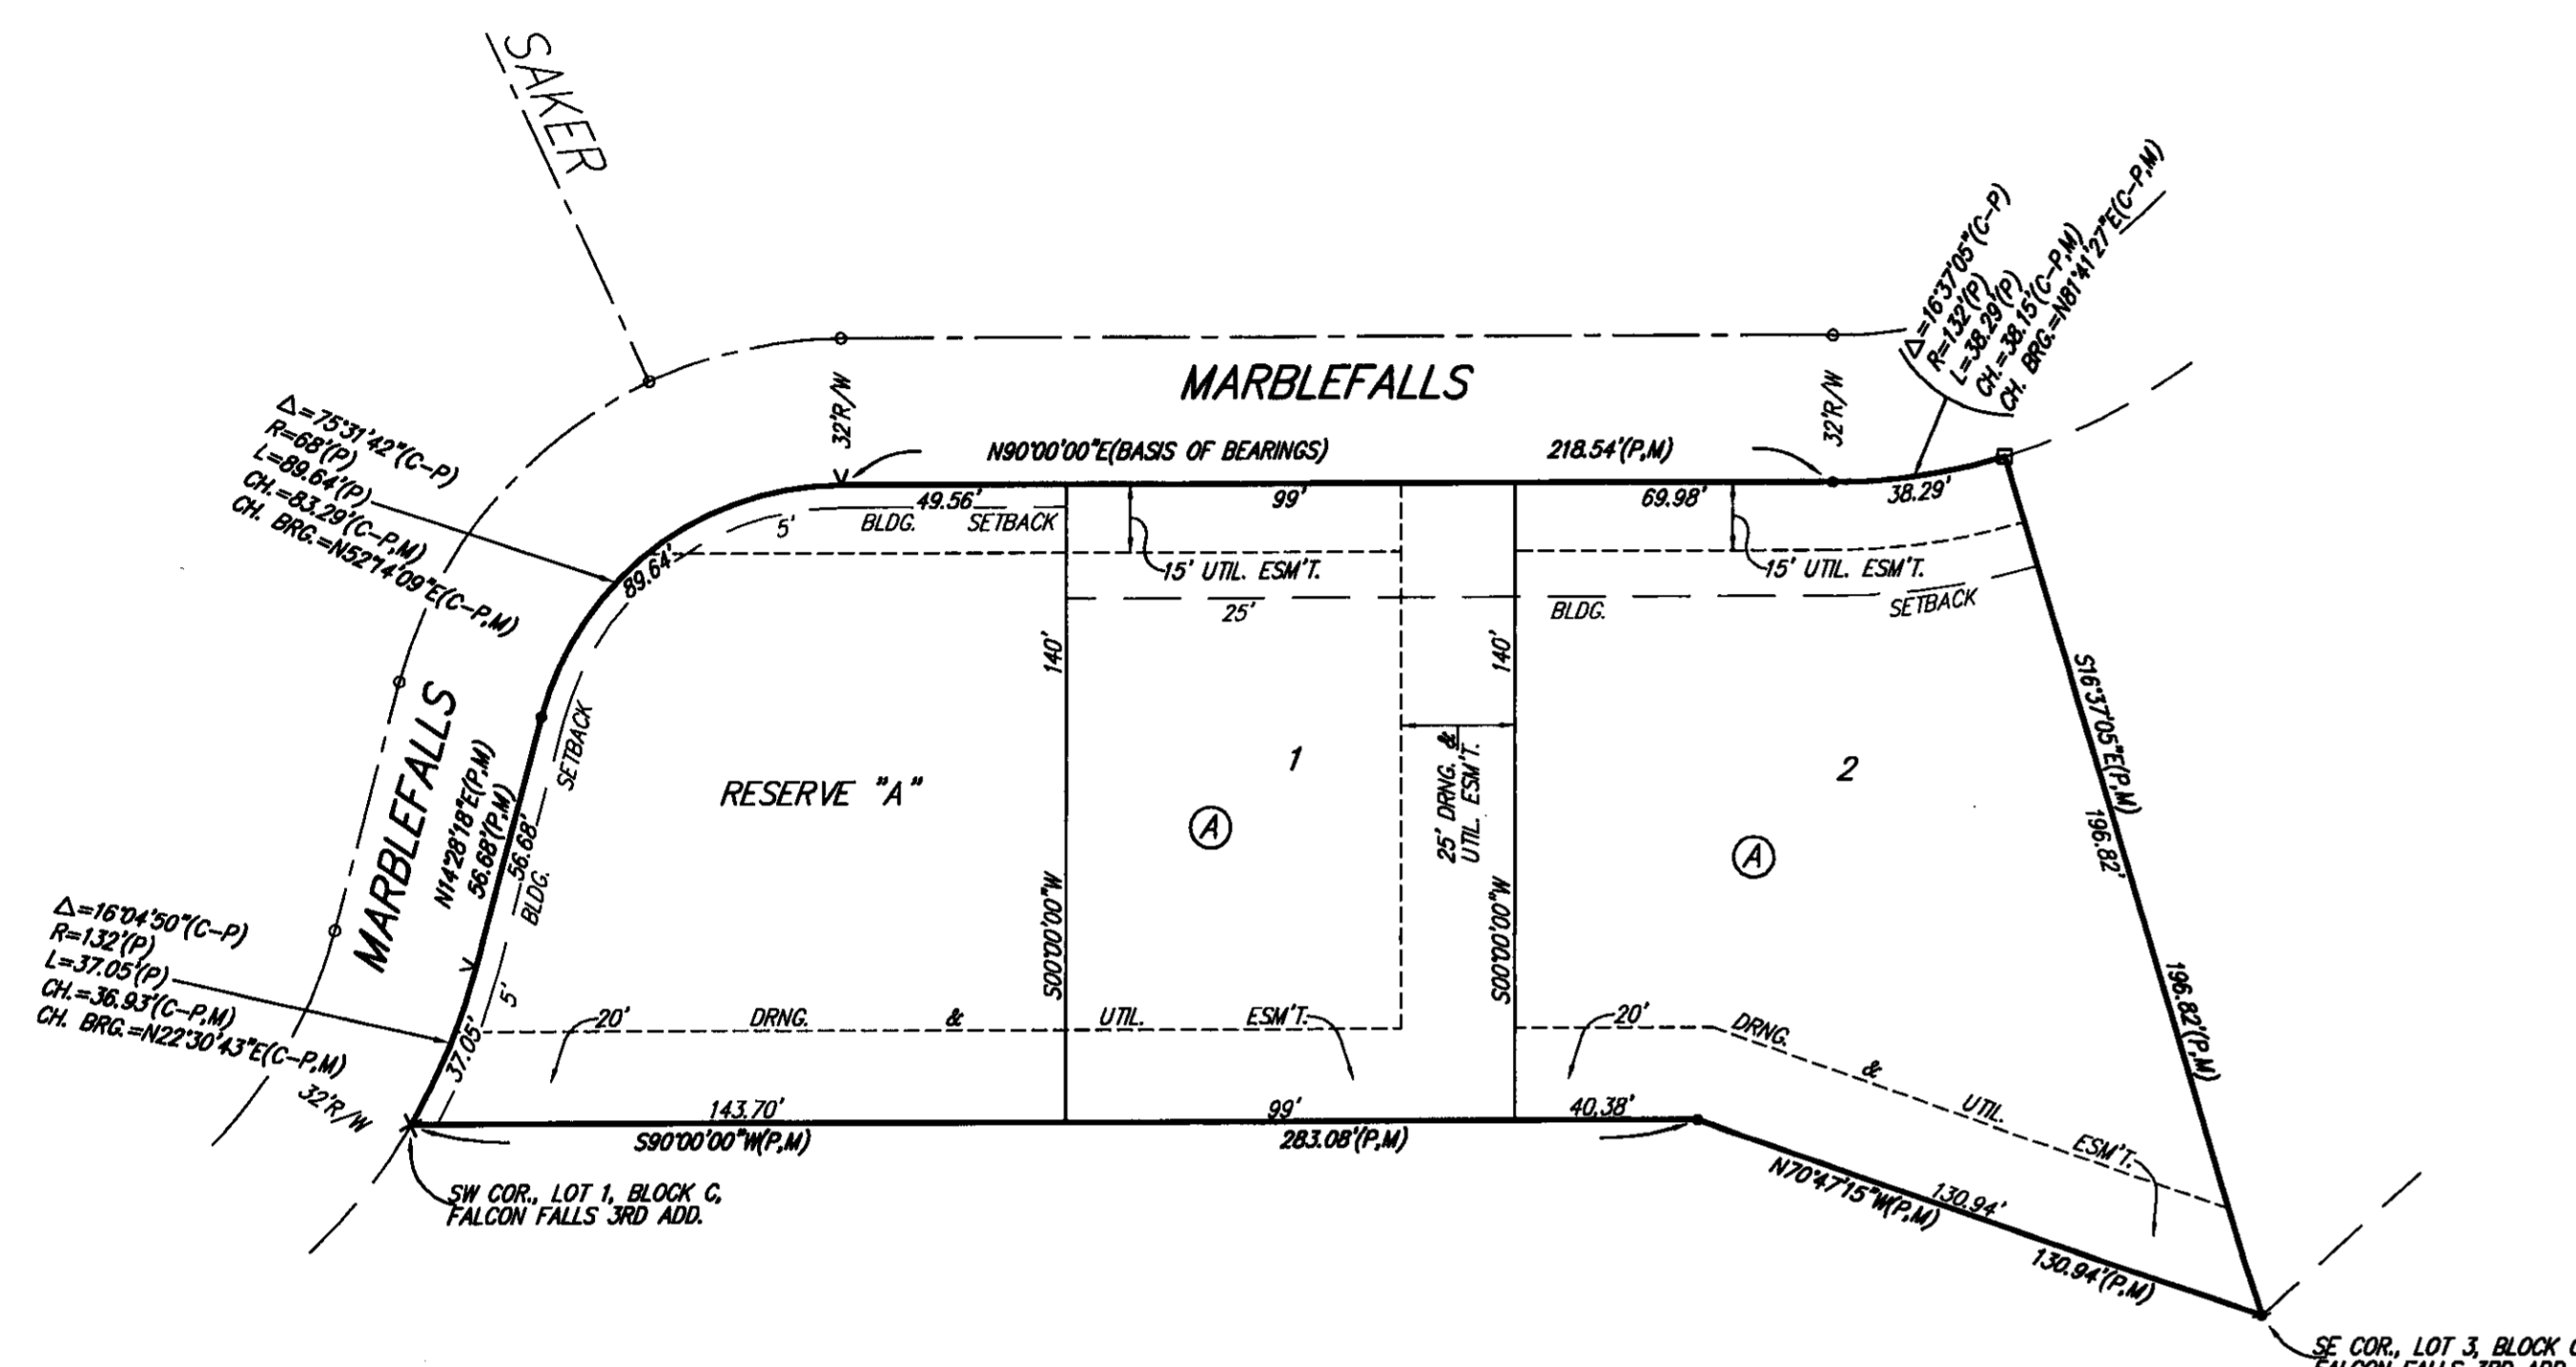 SAKER
Δ=16°37'05"(C-P)
R=132'(P)
L=38.29'(P)
CH.=38.15'(C-P,M)
CH. BRG.=N81°41'27"E(C-P,M)
MARBLEFALLS
32'R/W
32'R/W
Δ=75°31'42"(C-P)
R=68'(P)
L=89.64'(P)
CH.=83.29'(C-P,M)
CH. BRG.=N52°14'09"E(C-P,M)
N90°00'00"E(BASIS OF BEARINGS)
218.54'(P,M)
49.56'
99'
69.98'
38.29'
5'
BLDG. SETBACK
89.64'
15' UTIL. ESM'T.
15' UTIL. ESM'T.
25'
BLDG.
SETBACK
140'
140'
S16°37'05"E(P,M)
196.82'
196.82'(P,M)
MARBLEFALLS
N14°28'18"E(P,M)
56.68'(P,M)
56.68'
SETBACK
BLDG.
5'
RESERVE "A"
1
A
25' DRNG. &
UTIL. ESM'T.
2
A
S00°00'00"W
S00°00'00"W
Δ=16°04'50"(C-P)
R=132'(P)
L=37.05'(P)
CH.=36.93'(C-P,M)
CH. BRG.=N22°30'43"E(C-P,M)
37.05'
32'R/W
20' DRNG. & UTIL. ESM'T.
20' DRNG. & UTIL. ESM'T.
143.70'
99'
40.38'
S90°00'00"W(P,M)
283.08'(P,M)
N70°47'15"W(P,M)
130.94'
130.94'(P,M)
SW COR., LOT 1, BLOCK C,
FALCON FALLS 3RD ADD.
SE COR., LOT 3, BLOCK C
FALCON FALLS 3RD ADD